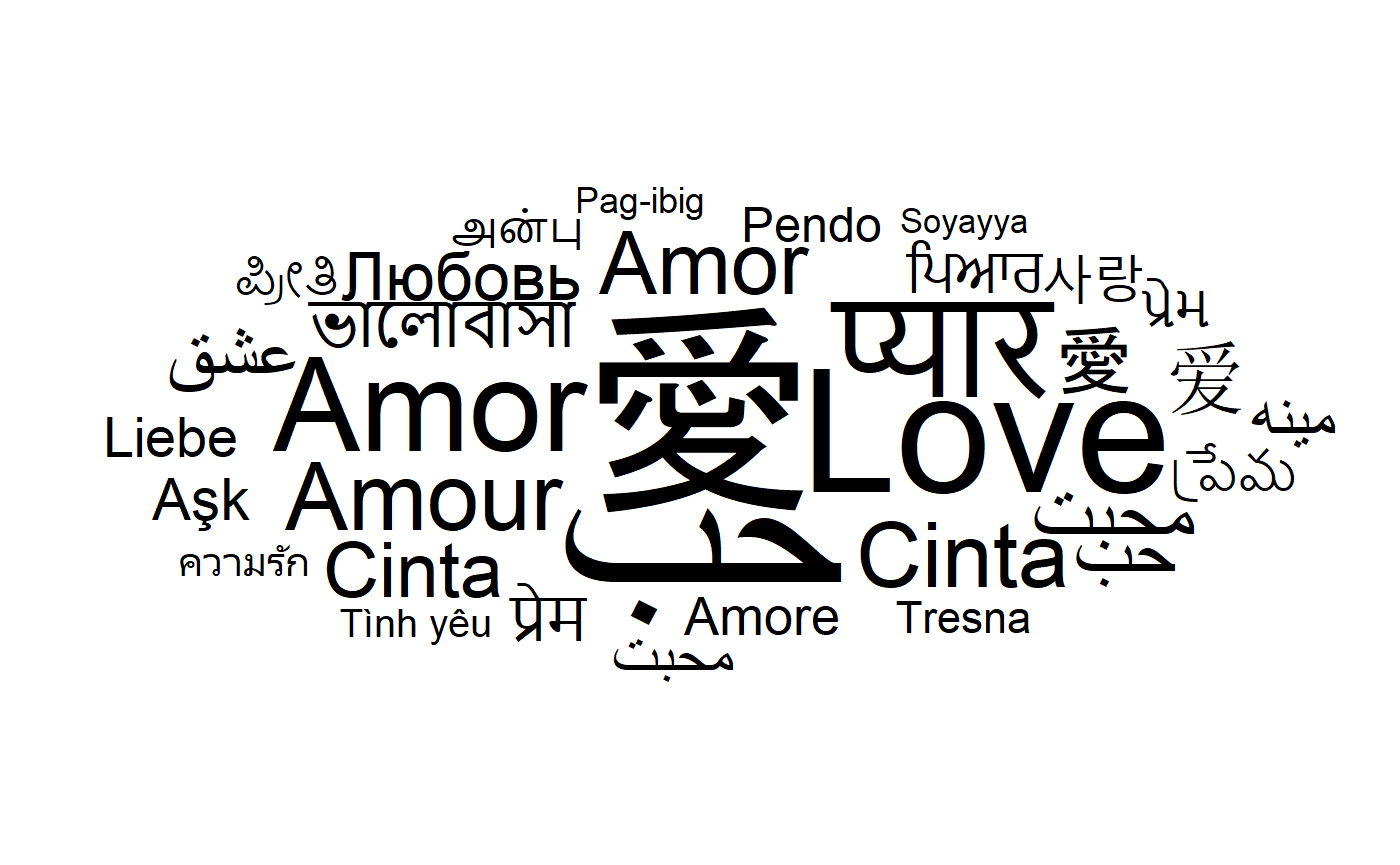 Pag-ibig
அன்பு
Pendo
Soyayya
Amor
ಪ್ರೀತಿ
Любовь
ਪਿਆਰ
사랑
પ્રેમ
ভালোবাসা
愛
प्यार
愛
爱
عشق
Amor
Love
مينه
Liebe
ప్రేమ
Aşk
Amour
حب
محبت
Cinta
حب
ความรัก
Cinta
Tình yêu
प्रेम
Amore
Tresna
محبت